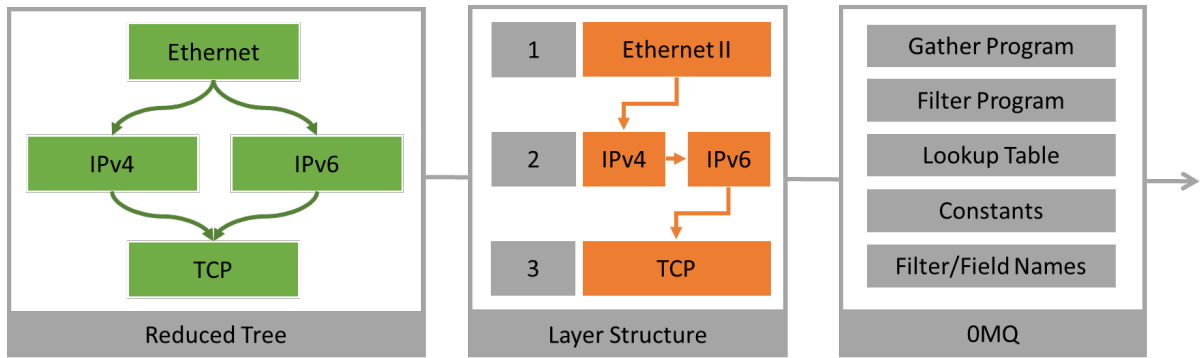 Ethernet
IPv4
IPv6
TCP
Reduced Tree
1
Ethernet II
2
IPv4
IPv6
3
TCP
Layer Structure
Gather Program
Filter Program
Lookup Table
Constants
Filter/Field Names
0MQ